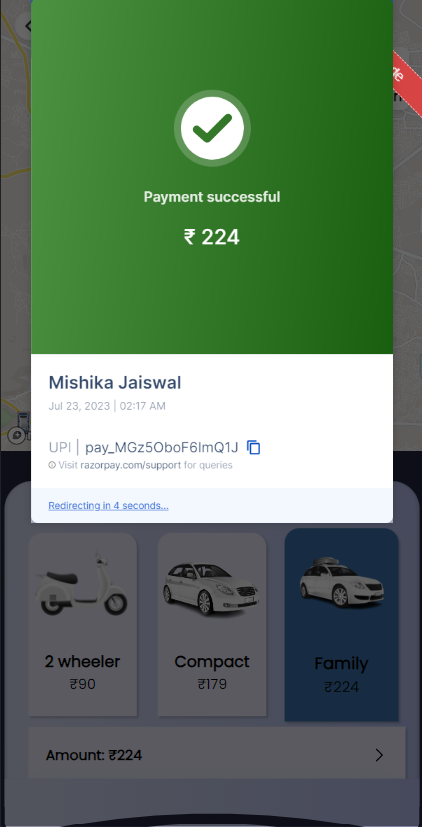 Payment successful
₹ 224
Mishika Jaiswal
Jul 23, 2023 | 02:17 AM
UPI | pay_MGz5OboF6ImQ1J
Visit razorpay.com/support for queries
Redirecting in 4 seconds...
2 wheeler
Compact
Family
₹90
₹179
₹224
Amount: ₹224